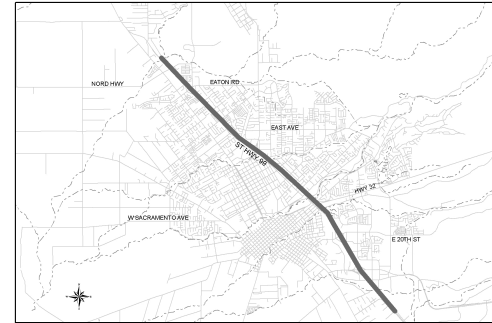 NORD HWY
EATON RD
EAST AVE
ST HWY 99
HWY 32
W SACRAMENTO AVE
E 20TH ST